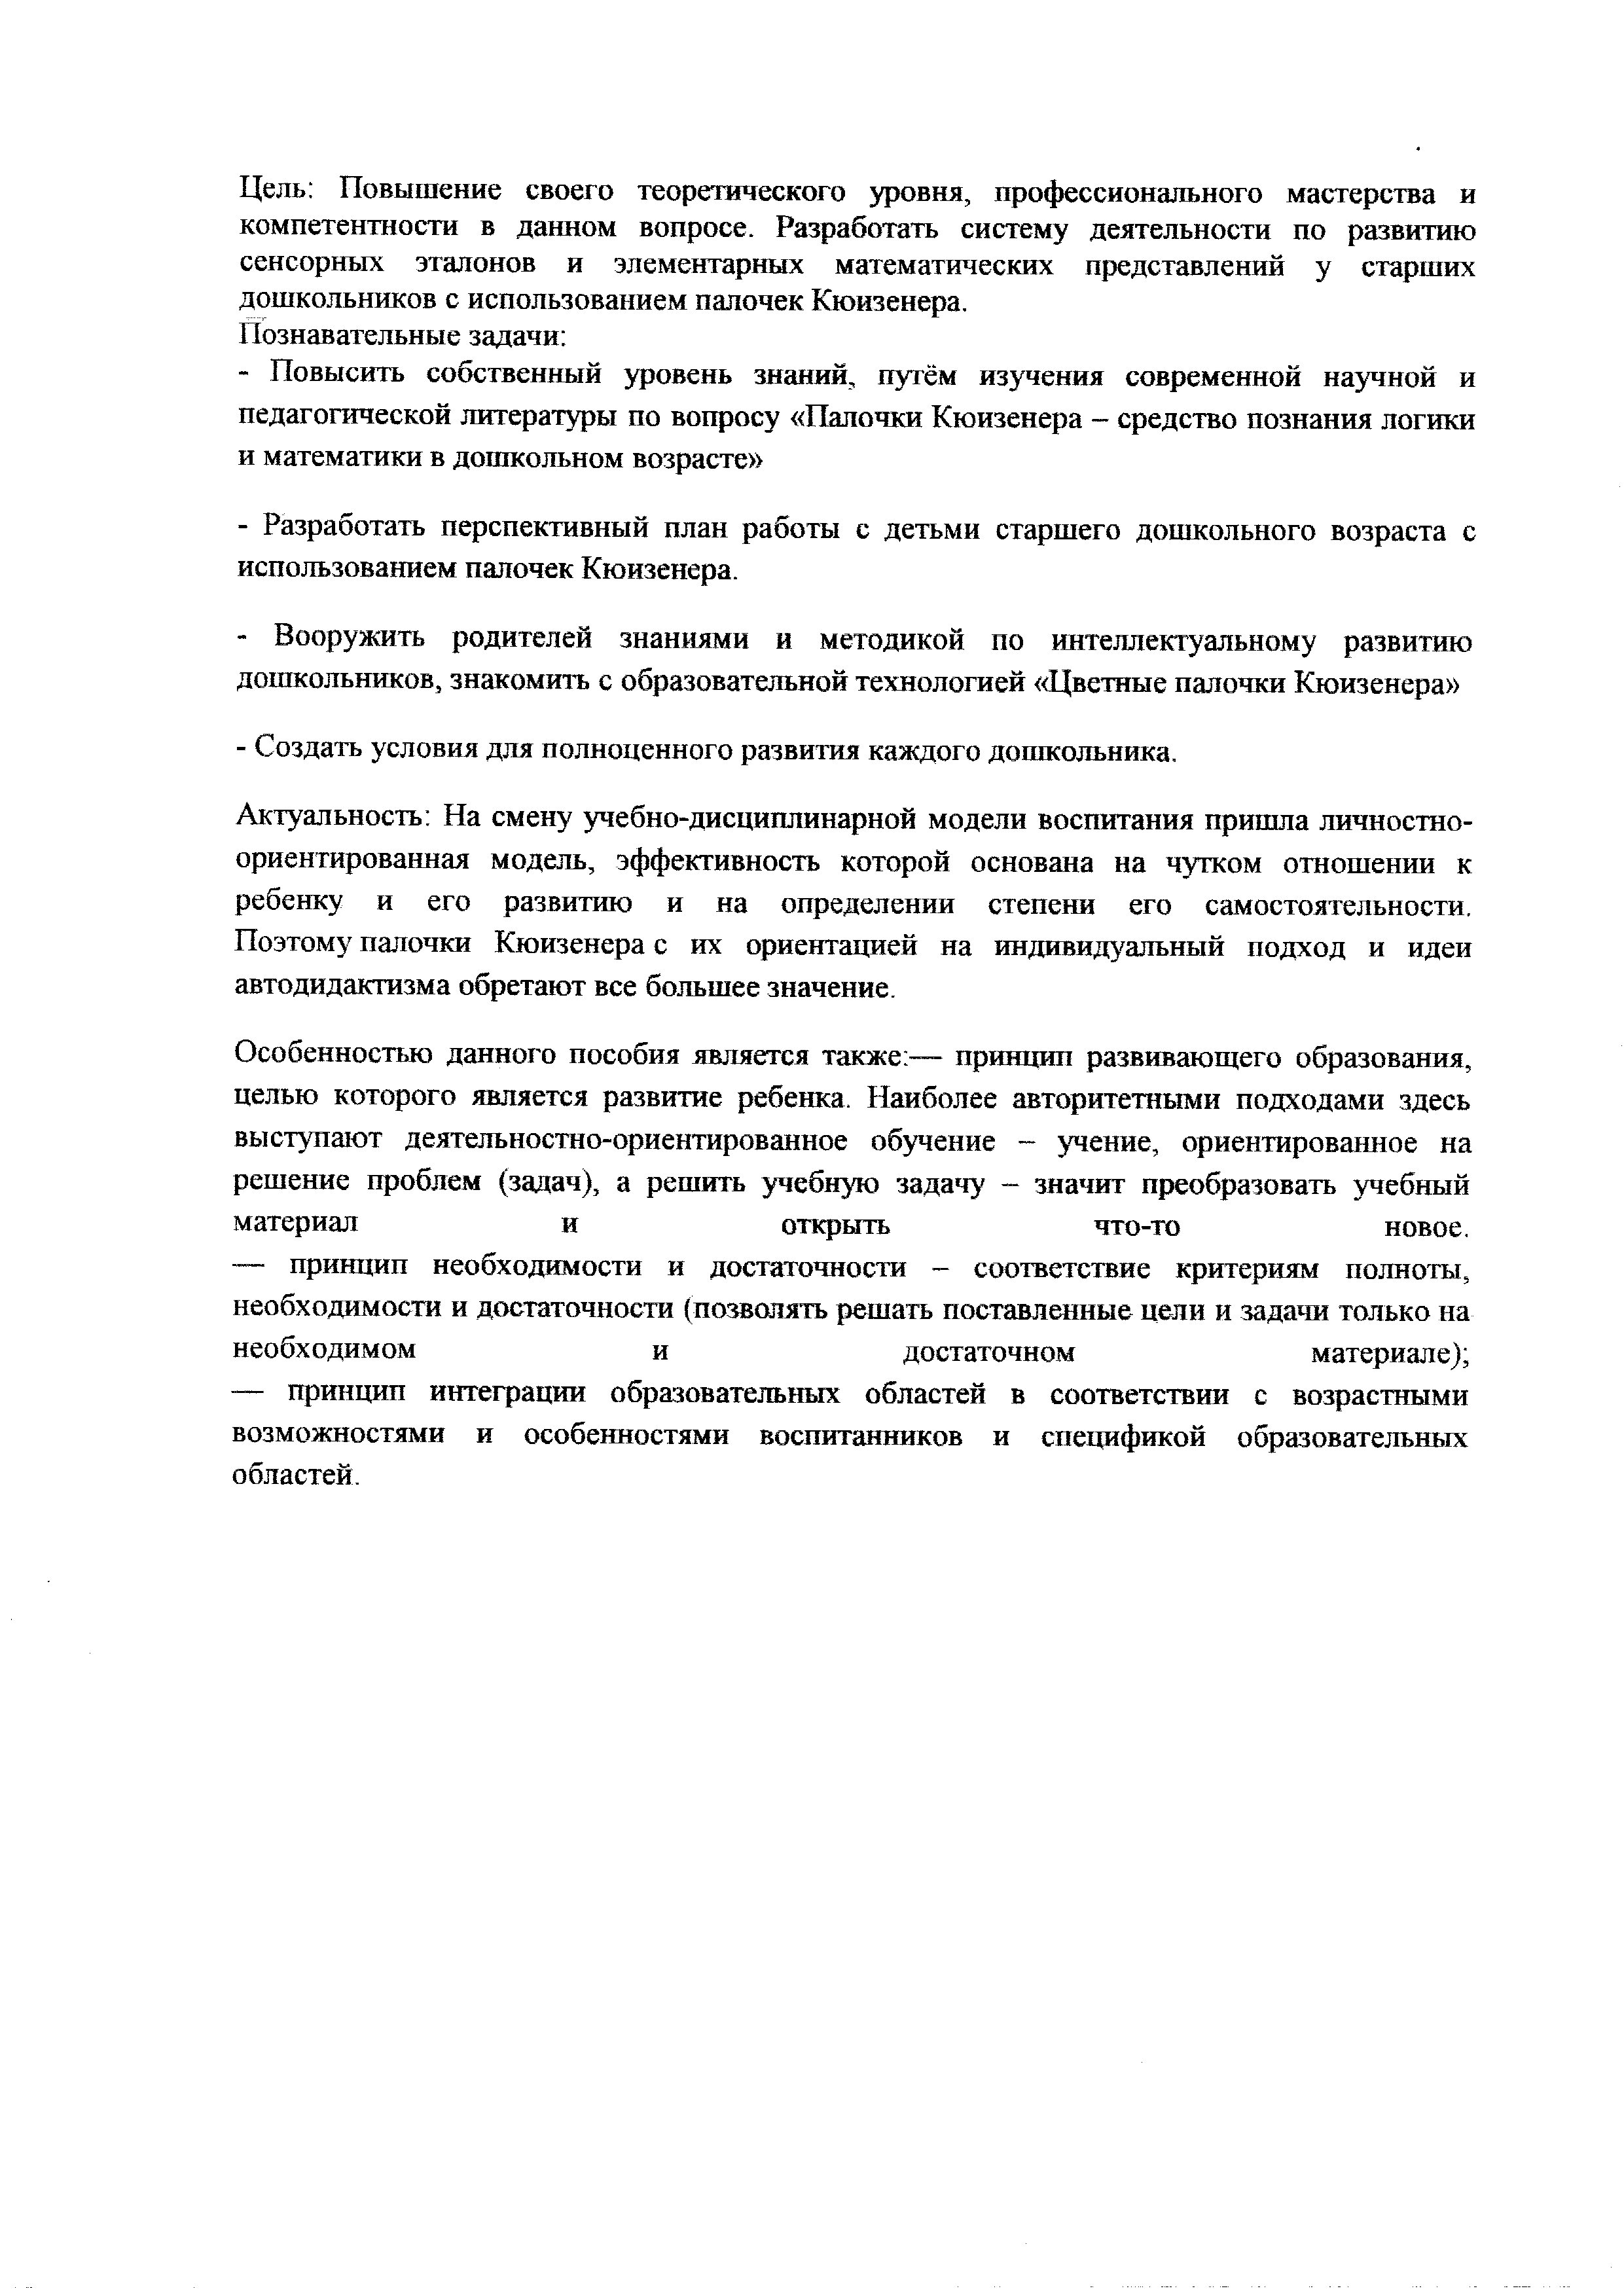 Цель: Повышение своего теоретического уровня, профессионального мастерства и
компетентности в данном вопросе. Разработать систему деятельности по развитию
сенсорных эталонов и элементарных математических представлений у старших
дошкольников с использованием палочек Кюизенера.
Познавательные задачи:
- Повысить собственный уровень знаний, путём изучения современной научной и
педагогической литературы по вопросу «Палочки Кюизенера – средство познания логики
и математики в дошкольном возрасте»
- Разработать перспективный план работы с детьми старшего дошкольного возраста с
использованием палочек Кюизенера.
- Вооружить родителей знаниями и методикой по интеллектуальному развитию
дошкольников, знакомить с образовательной технологией «Цветные палочки Кюизенера»
- Создать условия для полноценного развития каждого дошкольника.
Актуальность: На смену учебно-дисциплинарной модели воспитания пришла личностно-
ориентированная модель, эффективность которой основана на чутком отношении к
ребенку и его развитию и на определении степени его самостоятельности.
Поэтому палочки Кюизенера с их ориентацией на индивидуальный подход и идеи
автодидактизма обретают все большее значение.
Особенностью данного пособия является также:— принцип развивающего образования,
целью которого является развитие ребенка. Наиболее авторитетными подходами здесь
выступают деятельностно-ориентированное обучение – учение, ориентированное на
решение проблем (задач), а решить учебную задачу – значит преобразовать учебный
материал и открыть что-то новое.
— принцип необходимости и достаточности – соответствие критериям полноты,
необходимости и достаточности (позволять решать поставленные цели и задачи только на
необходимом и достаточном материале);
— принцип интеграции образовательных областей в соответствии с возрастными
возможностями и особенностями воспитанников и спецификой образовательных
областей.